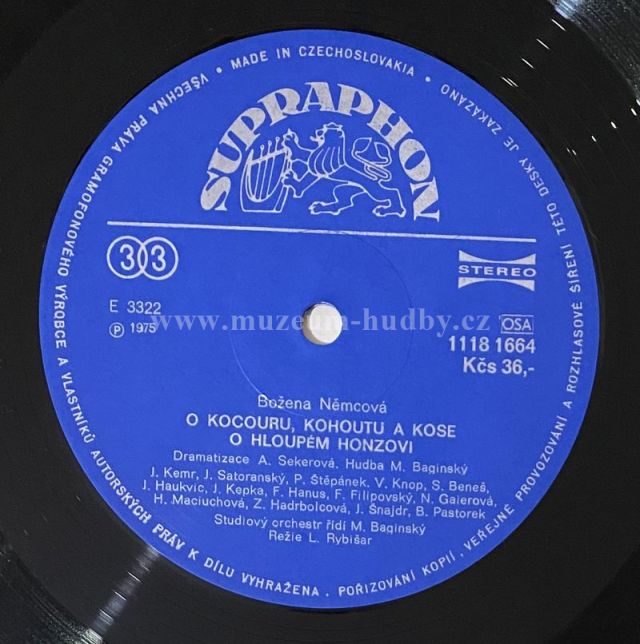 VŠECHNA PRÁVA GRAMOFONOVÉHO VÝROBCE A VLASTNÍKŮ AUTORSKÝCH PRÁV K DÍLU VYHRAŽENA • POŘIZOVÁNÍ KOPIÍ • VEŘEJNÉ PROVOZOVÁNÍ A ROZHLASOVÉ ŠÍŘENÍ TÉTO DESKY JE ZAKÁZÁNO
• MADE IN CZECHOSLOVAKIA •
SUPRAPHON
33
STEREO
E 3322
℗ 1975
www.muzeum-hudby.cz
OSA
1118 1664
Kčs 36,-
Božena Němcová
O KOCOURU, KOHOUTU A KOSE
O HLOUPÉM HONZOVI
Dramatizace A. Sekerová. Hudba M. Baginský
J. Kemr, J. Satoranský, P. Štěpánek. V. Knop, S. Beneš,
J. Haukvic, J. Kepka, F. Hanus, F. Filipovský, N. Gaierová,
H. Maciuchová, Z. Hadrbolcová, J. Šnajdr, B. Pastorek
Studiový orchestr řídí M. Baginský
Režie L. Rybišar